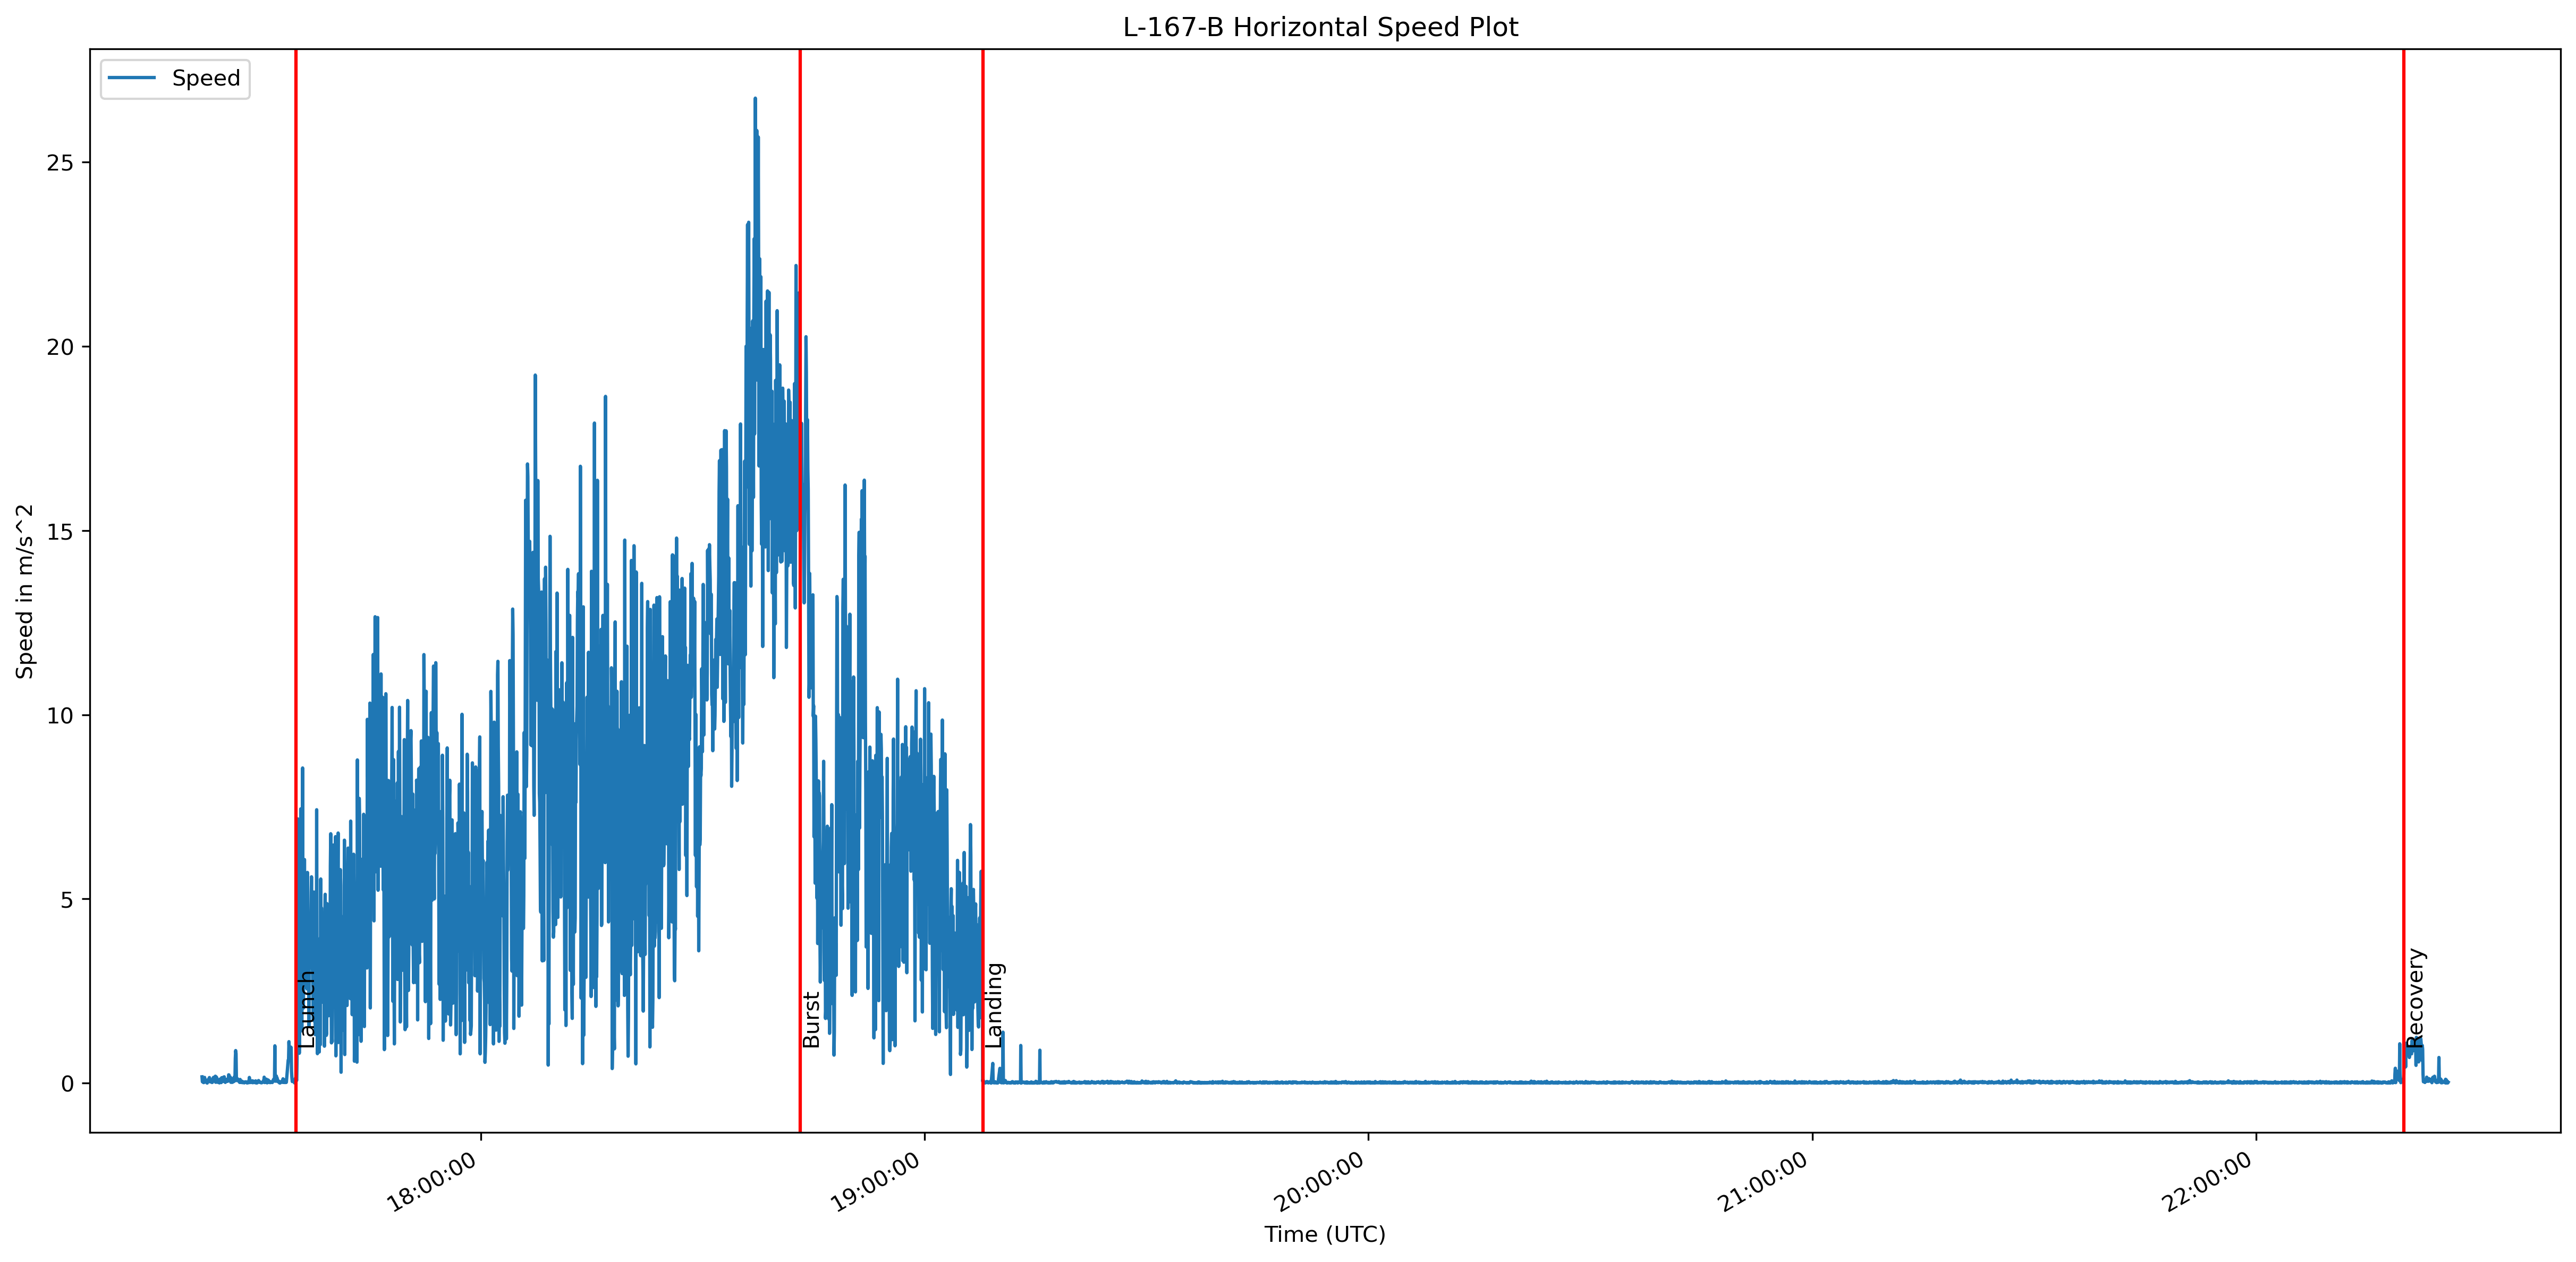 L-167-B Horizontal Speed Plot
Speed
25
20
15
10
5
0
Speed in m/s^2
Launch
Burst
Landing
Recovery
18:00:00
19:00:00
20:00:00
21:00:00
22:00:00
Time (UTC)